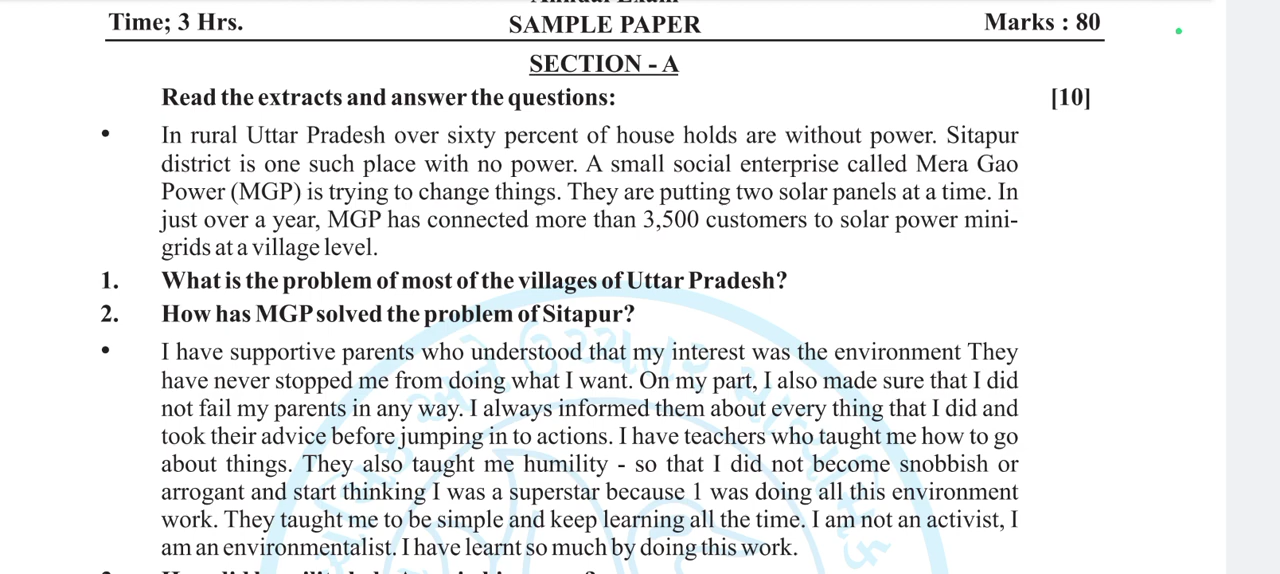 Time; 3 Hrs. SAMPLE PAPER Marks : 80
SECTION - A
Read the extracts and answer the questions: [10]
• In rural Uttar Pradesh over sixty percent of house holds are without power. Sitapur
district is one such place with no power. A small social enterprise called Mera Gao
Power (MGP) is trying to change things. They are putting two solar panels at a time. In
just over a year, MGP has connected more than 3,500 customers to solar power mini-
grids at a village level.
1. What is the problem of most of the villages of Uttar Pradesh?
2. How has MGP solved the problem of Sitapur?
• I have supportive parents who understood that my interest was the environment They
have never stopped me from doing what I want. On my part, I also made sure that I did
not fail my parents in any way. I always informed them about every thing that I did and
took their advice before jumping in to actions. I have teachers who taught me how to go
about things. They also taught me humility - so that I did not become snobbish or
arrogant and start thinking I was a superstar because 1 was doing all this environment
work. They taught me to be simple and keep learning all the time. I am not an activist, I
am an environmentalist. I have learnt so much by doing this work.